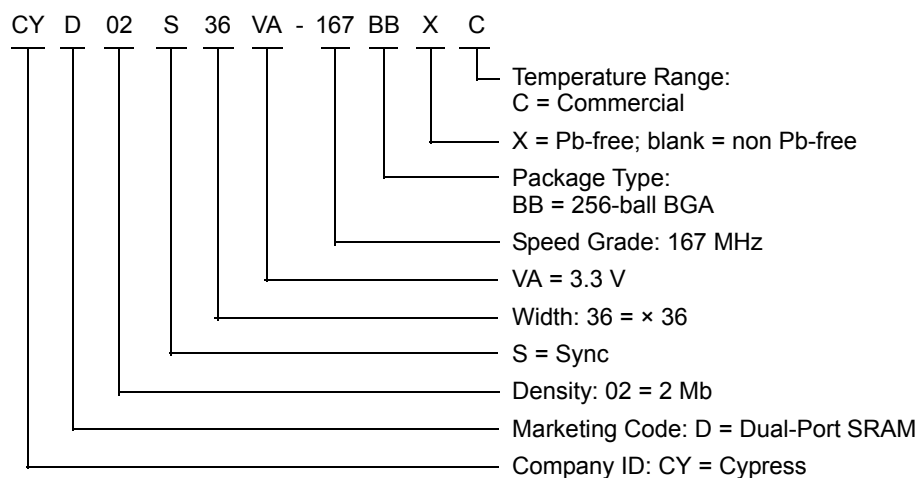 CY D 02 S 36 VA - 167 BB X C
Temperature Range:
C = Commercial
X = Pb-free; blank = non Pb-free
Package Type:
BB = 256-ball BGA
Speed Grade: 167 MHz
VA = 3.3 V
Width: 36 = × 36
S = Sync
Density: 02 = 2 Mb
Marketing Code: D = Dual-Port SRAM
Company ID: CY = Cypress